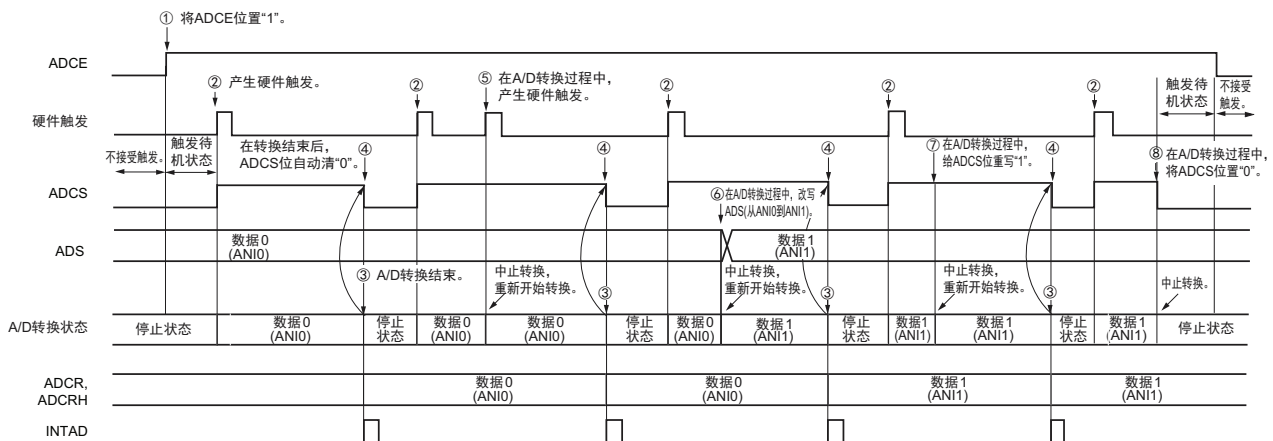 ① 将ADCE位置“1”。
ADCE
② 产生硬件触发。
②
⑤ 在A/D转换过程中，
产生硬件触发。
②
②
②
触发待
机状态
不接受
触发。
硬件触发
不接受触发。
触发待
机状态
在转换结束后，
ADCS位自动清“0”。
④
④
④
⑦在A/D转换过程中，
给ADCS位重写“1”。
④
⑧在A/D转换过程中，
将ADCS位置“0”。
ADCS
⑥在A/D转换过程中，改写
ADS(从ANI0到ANI1)。
ADS
数据0
(ANI0)
数据1
(ANI1)
③ A/D转换结束。
中止转换，
重新开始转换。
③
中止转换，
重新开始转换。
③
中止转换，
重新开始转换。
③
中止转换。
A/D转换状态
停止状态
数据0
(ANI0)
停止
状态
数据0
(ANI0)
数据0
(ANI0)
停止
状态
数据0
(ANI0)
数据1
(ANI1)
停止
状态
数据1
(ANI1)
数据1
(ANI1)
停止
状态
数据1
(ANI1)
停止状态
ADCR,
ADCRH
数据0
(ANI0)
数据0
(ANI0)
数据1
(ANI1)
数据1
(ANI1)
INTAD